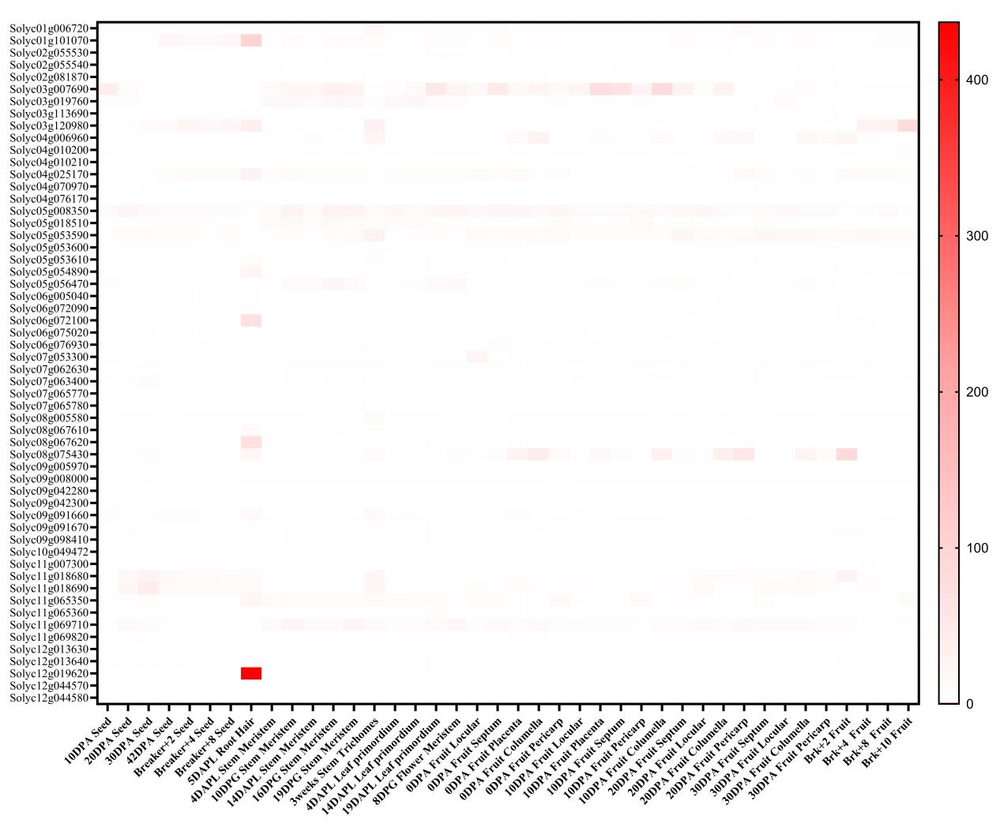 Solyc01g006720
Solyc01g101070
Solyc02g055530
Solyc02g055540
Solyc02g081870
Solyc03g007690
Solyc03g019760
Solyc03g113690
Solyc03g120980
Solyc04g006960
Solyc04g010200
Solyc04g010210
Solyc04g025170
Solyc04g070970
Solyc04g076170
Solyc05g008350
Solyc05g018510
Solyc05g053590
Solyc05g053600
Solyc05g053610
Solyc05g054890
Solyc05g056470
Solyc06g005040
Solyc06g072090
Solyc06g072100
Solyc06g075020
Solyc06g076930
Solyc07g053300
Solyc07g062630
Solyc07g063400
Solyc07g065770
Solyc07g065780
Solyc08g005580
Solyc08g067610
Solyc08g067620
Solyc08g075430
Solyc09g005970
Solyc09g008000
Solyc09g042280
Solyc09g042300
Solyc09g091660
Solyc09g091670
Solyc09g098410
Solyc10g049472
Solyc11g007300
Solyc11g018680
Solyc11g018690
Solyc11g065350
Solyc11g065360
Solyc11g069710
Solyc11g069820
Solyc12g013630
Solyc12g013640
Solyc12g019620
Solyc12g044570
Solyc12g044580
10DPA Seed
20DPA Seed
30DPA Seed
42DPA Seed
Breaker+2 Seed
Breaker+4 Seed
Breaker+8 Seed
5DAPL Root Hair
4DAPL Stem Meristem
10DPG Stem Meristem
14DAPL Stem Meristem
16DPG Stem Meristem
19DPG Stem Meristem
3weeks Stem Trichomes
4DAPL Leaf primordium
14DAPL Leaf primordium
19DAPL Leaf primordium
8DPG Flower Meristem
0DPA Fruit Locular
0DPA Fruit Septum
0DPA Fruit Placenta
0DPA Fruit Columella
0DPA Fruit Pericarp
10DPA Fruit Locular
10DPA Fruit Placenta
10DPA Fruit Septum
10DPA Fruit Pericarp
10DPA Fruit Columella
20DPA Fruit Septum
20DPA Fruit Locular
20DPA Fruit Columella
20DPA Fruit Pericarp
30DPA Fruit Septum
30DPA Fruit Locular
30DPA Fruit Columella
30DPA Fruit Pericarp
Brk+2 Fruit
Brk+4 Fruit
Brk+8 Fruit
Brk+10 Fruit
400
300
200
100
0